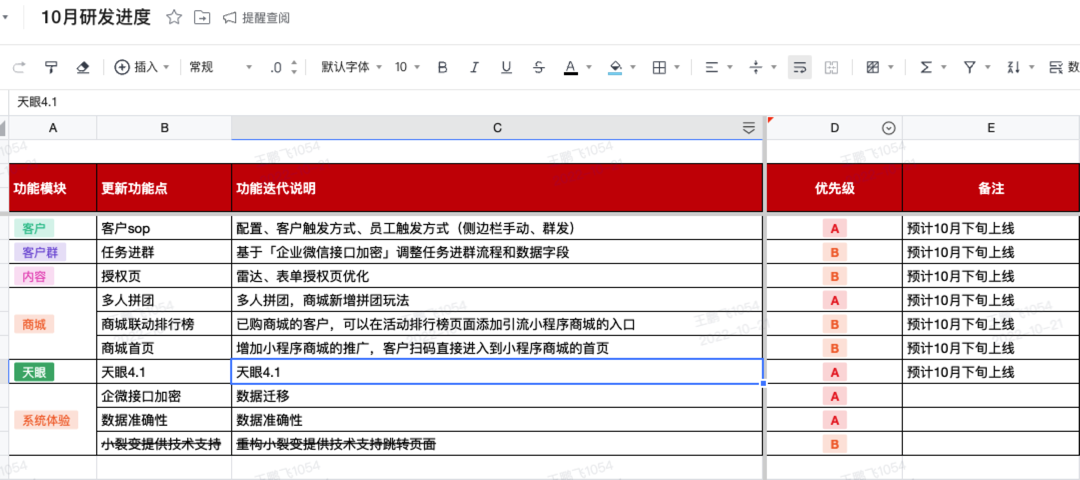 10月研发进度 提醒查阅
插入 常规 .0 默认字体 10 B I U S A 数
天眼4.1
A B C D E
功能模块 更新功能点 功能迭代说明 优先级 备注
客户 客户sop 配置、客户触发方式、员工触发方式（侧边栏手动、群发） A 预计10月下旬上线
客户群 任务进群 基于「企业微信接口加密」调整任务进群流程和数据字段 B 预计10月下旬上线
内容 授权页 雷达、表单授权页优化 B 预计10月下旬上线
多人拼团 多人拼团，商城新增拼团玩法 A 预计10月下旬上线
商城 商城联动排行榜 已购商城的客户，可以在活动排行榜页面添加引流小程序商城的入口 B 预计10月下旬上线
商城首页 增加小程序商城的推广，客户扫码直接进入到小程序商城的首页 B 预计10月下旬上线
天眼 天眼4.1 天眼4.1 A 预计10月下旬上线
企微接口加密 数据迁移 A
系统体验 数据准确性 数据准确性 A
小裂变提供技术支持 重构小裂变提供技术支持跳转页面 B
王鹏飞1054